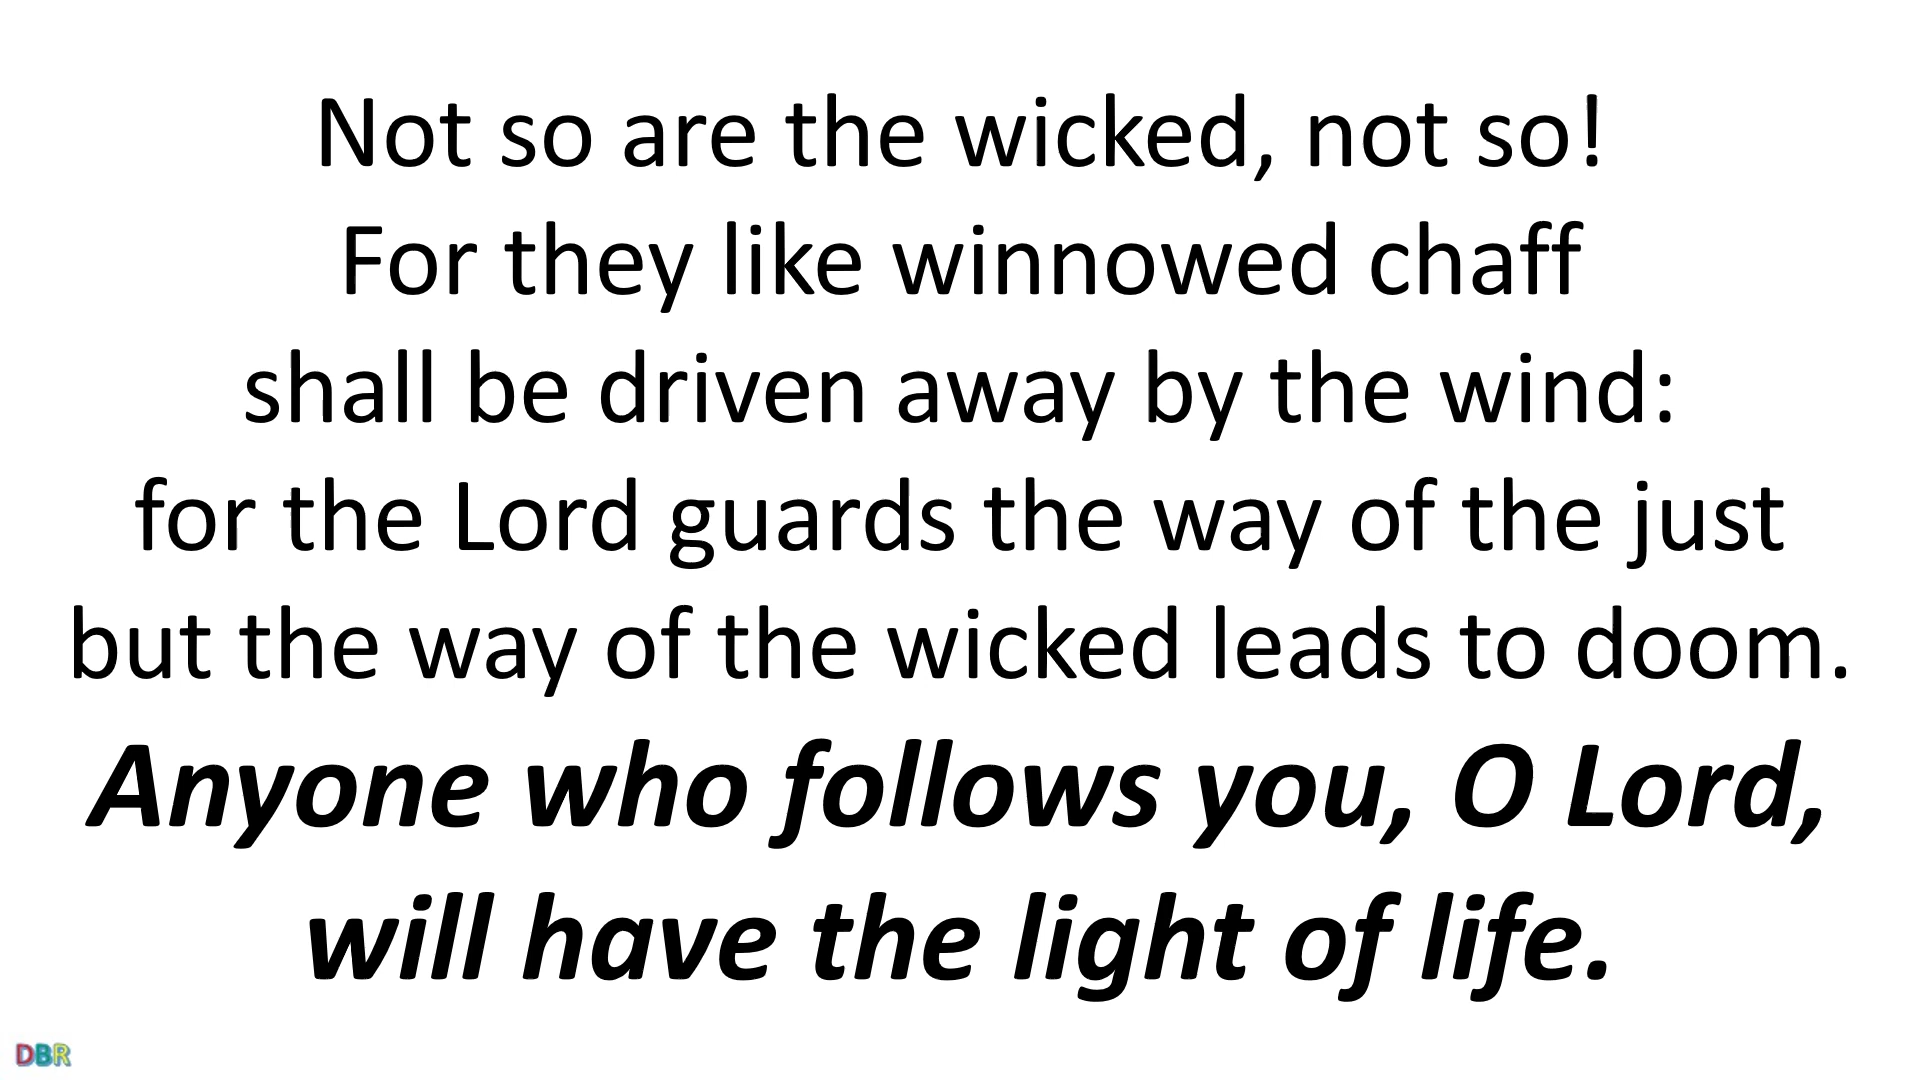 Not so are the wicked, not so!
For they like winnowed chaff
shall be driven away by the wind:
for the Lord guards the way of the just
but the way of the wicked leads to doom.
Anyone who follows you, O Lord,
will have the light of life.
DBR